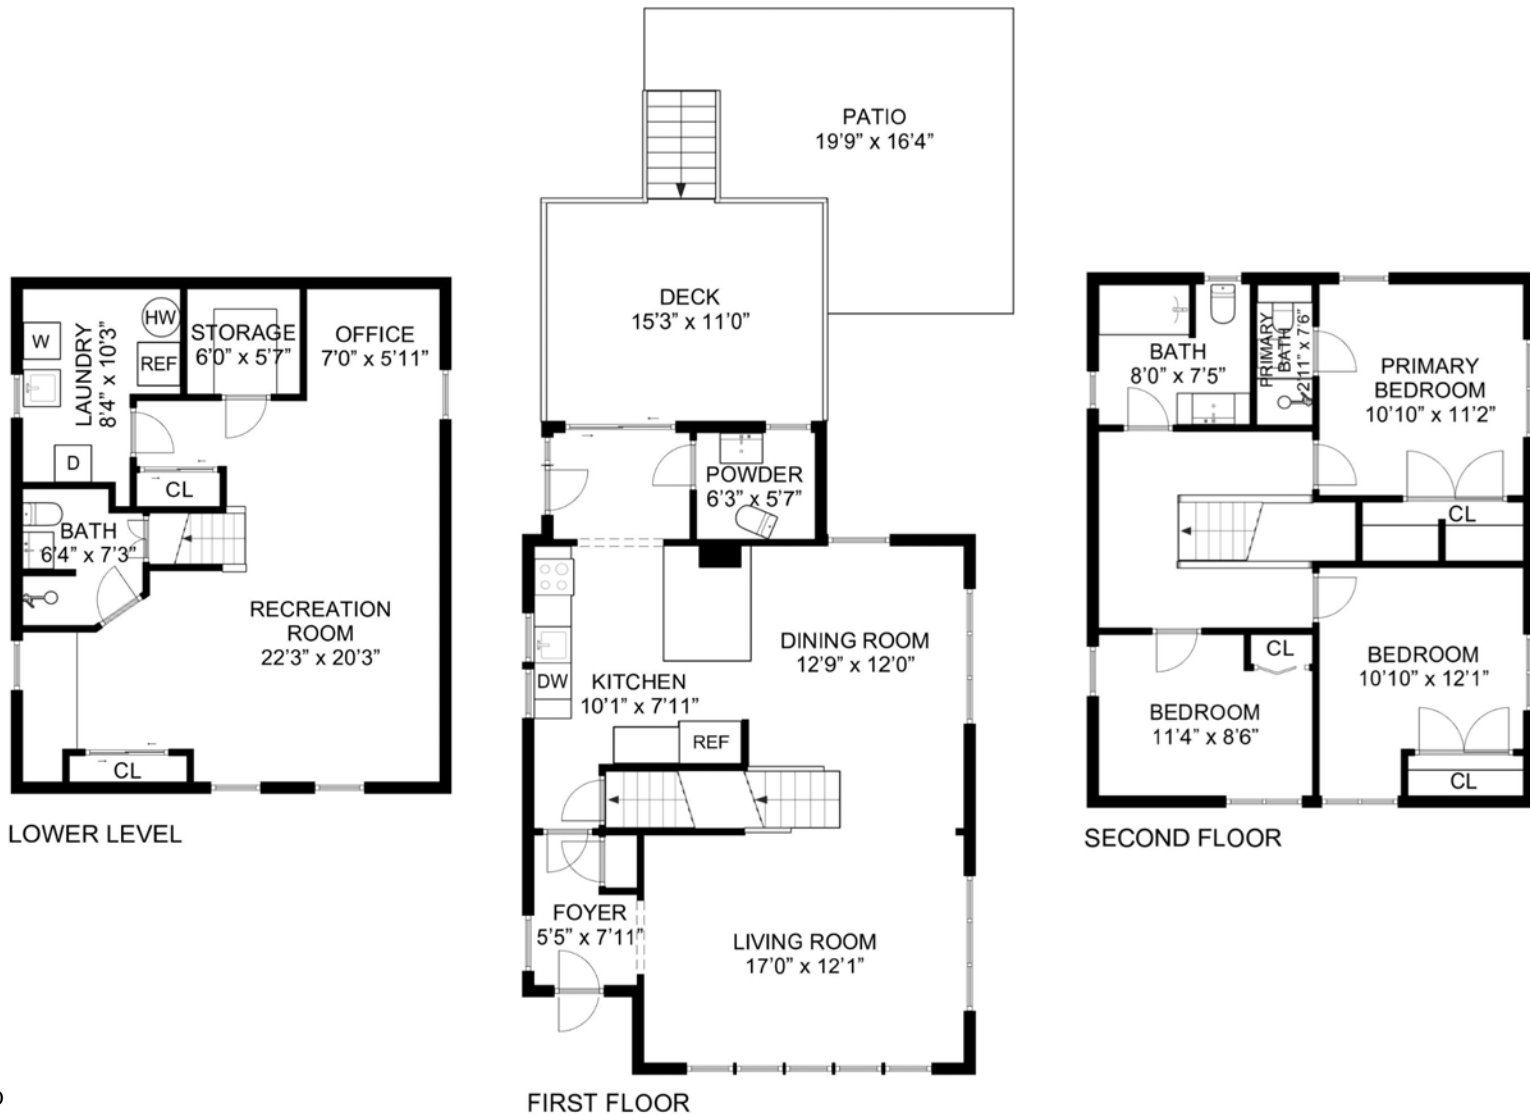 PATIO
19’9” x 16’4”
DECK
15’3” x 11’0”
W
HW
REF
LAUNDRY
8’4” x 10’3”
D
STORAGE
6’0” x 5’7”
OFFICE
7’0” x 5’11”
CL
BATH
6’4” x 7’3”
RECREATION
ROOM
22’3” x 20’3”
CL
LOWER LEVEL
POWDER
6’3” x 5’7”
DINING ROOM
12’9” x 12’0”
DW
KITCHEN
10’1” x 7’11”
REF
FOYER
5’5” x 7’11”
LIVING ROOM
17’0” x 12’1”
FIRST FLOOR
BATH
8’0” x 7’5”
PRIMARY
BATH
2’11” x 7’6”
PRIMARY
BEDROOM
10’10” x 11’2”
CL
CL
BEDROOM
11’4” x 8’6”
BEDROOM
10’10” x 12’1”
CL
SECOND FLOOR